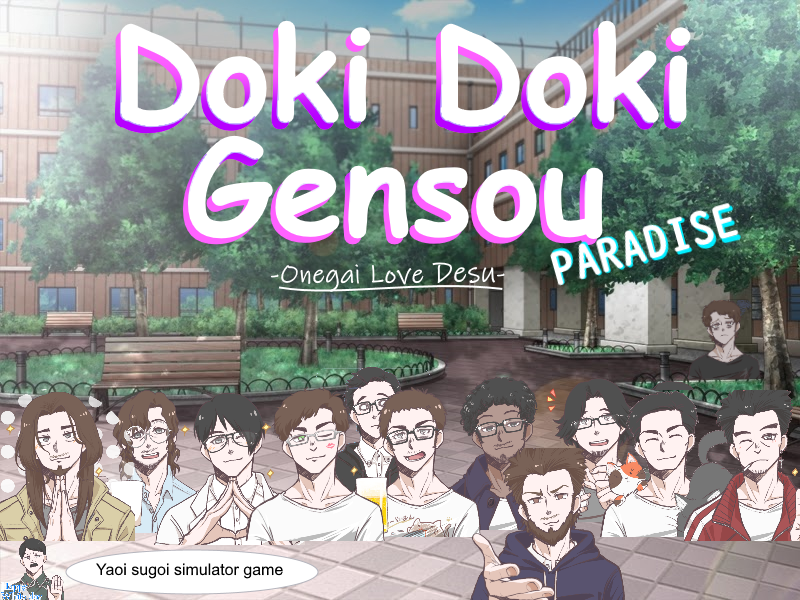 Doki Doki
Gensou
PARADISE
-Onegai Love Desu-
Yaoi sugoi simulator game